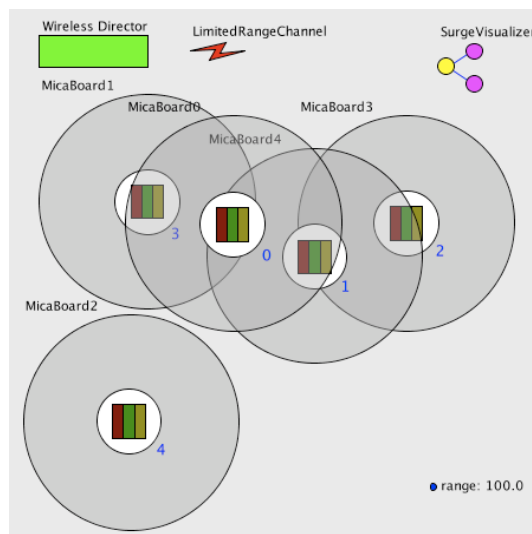 Wireless Director
LimitedRangeChannel
SurgeVisualizer
MicaBoard1
MicaBoard0
MicaBoard3
MicaBoard4
3
0
2
1
MicaBoard2
4
range: 100.0